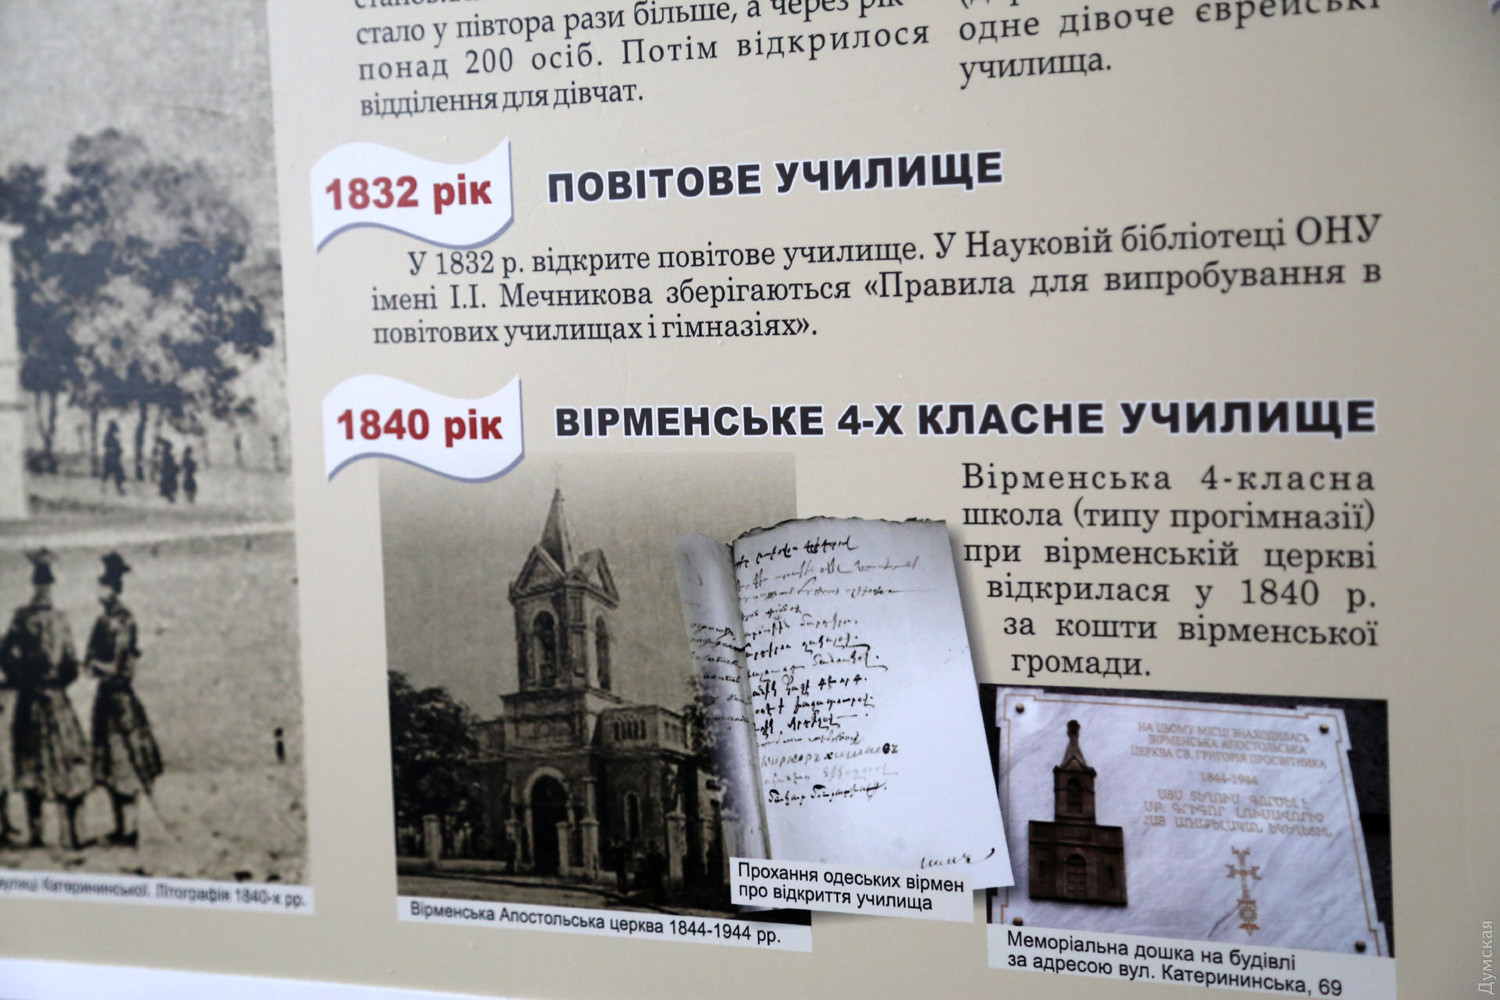 стало у півтора рази більше, а через рік
понад 200 осіб. Потім відкрилося
відділення для дівчат.
одне дівоче єврейські
училища.
1832 рік
ПОВІТОВЕ УЧИЛИЩЕ
У 1832 р. відкрите повітове училище. У Науковій бібліотеці ОНУ
імені І.І. Мечникова зберігаються «Правила для випробування в
повітових училищах і гімназіях».
1840 рік
ВІРМЕНСЬКЕ 4-Х КЛАСНЕ УЧИЛИЩЕ
Вірменська 4-класна
школа (типу прогімназії)
при вірменській церкві
відкрилася у 1840 р.
за кошти вірменської
громади.
НА ЦЬОМУ МІСЦІ ЗНАХОДИЛАСЬ
ВІРМЕНСЬКА АПОСТОЛЬСЬКА
ЦЕРКВА СВ. ГРИГОРІЯ ПРОСВІТНИКА
1844-1944
Прохання одеських вірмен
про відкриття училища
Вірменська Апостольська церква 1844-1944 рр.
Меморіальна дошка на будівлі
за адресою вул. Катерининська, 69
вулиці Катерининської. Літографія 1840-х рр.
Думская